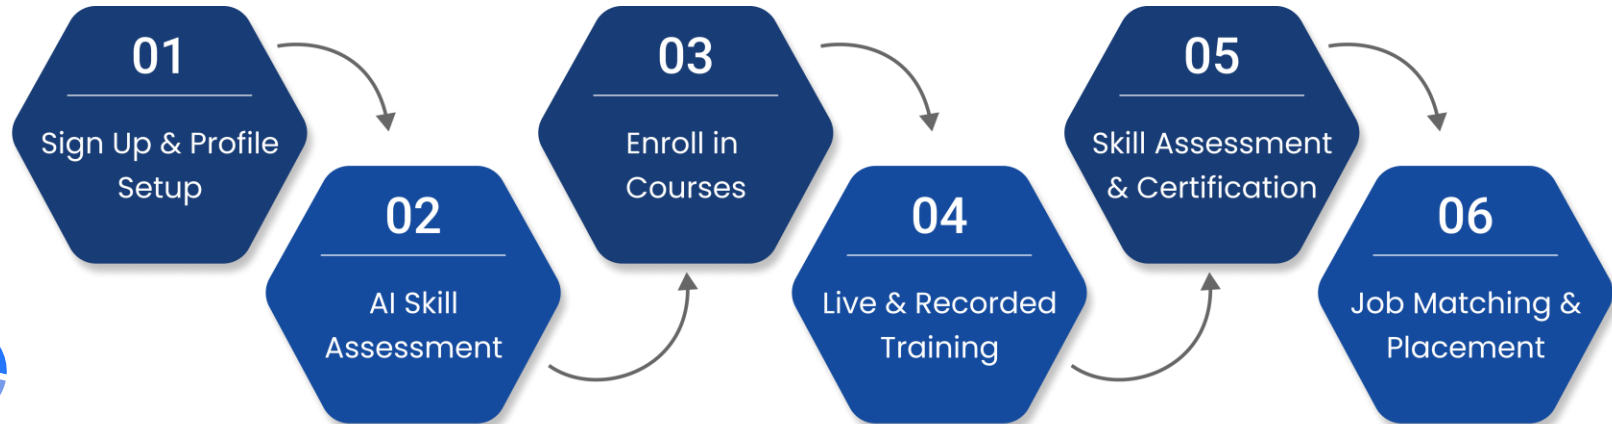 01
Sign Up & Profile
Setup
02
AI Skill
Assessment
03
Enroll in
Courses
04
Live & Recorded
Training
05
Skill Assessment
& Certification
06
Job Matching &
Placement